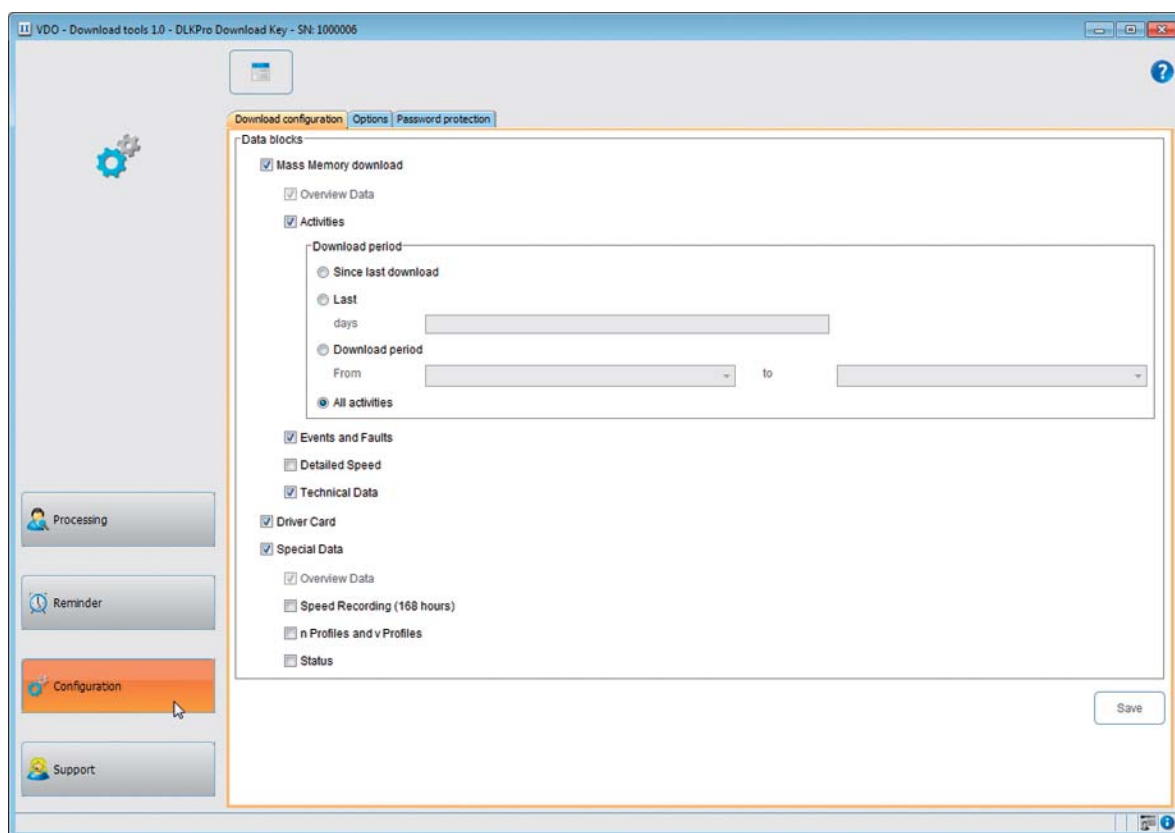 VDO - Download tools 1.0 - DLKPro Download Key - SN: 1000006
?
Download configuration Options Password protection
Data blocks
Mass Memory download
Overview Data
Activities
Download period
Since last download
Last
days
Download period
From to
All activities
Events and Faults
Detailed Speed
Technical Data
Driver Card
Special Data
Overview Data
Speed Recording (168 hours)
n Profiles and v Profiles
Status
Save
Processing
Reminder
Configuration
Support